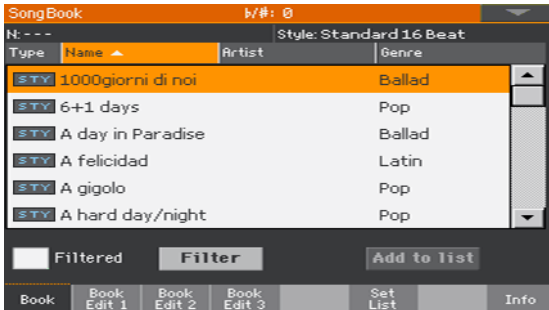 SongBook ♭/#: 0
N:--- Style: Standard 16 Beat
Type Name Artist Genre
STY 1000giorni di noi Ballad
STY 6+1 days Pop
STY A day in Paradise Ballad
STY A felicidad Latin
STY A gigolo Pop
STY A hard day/night Pop
Filtered Filter Add to list
Book Book Edit 1 Book Edit 2 Book Edit 3 Set List Info